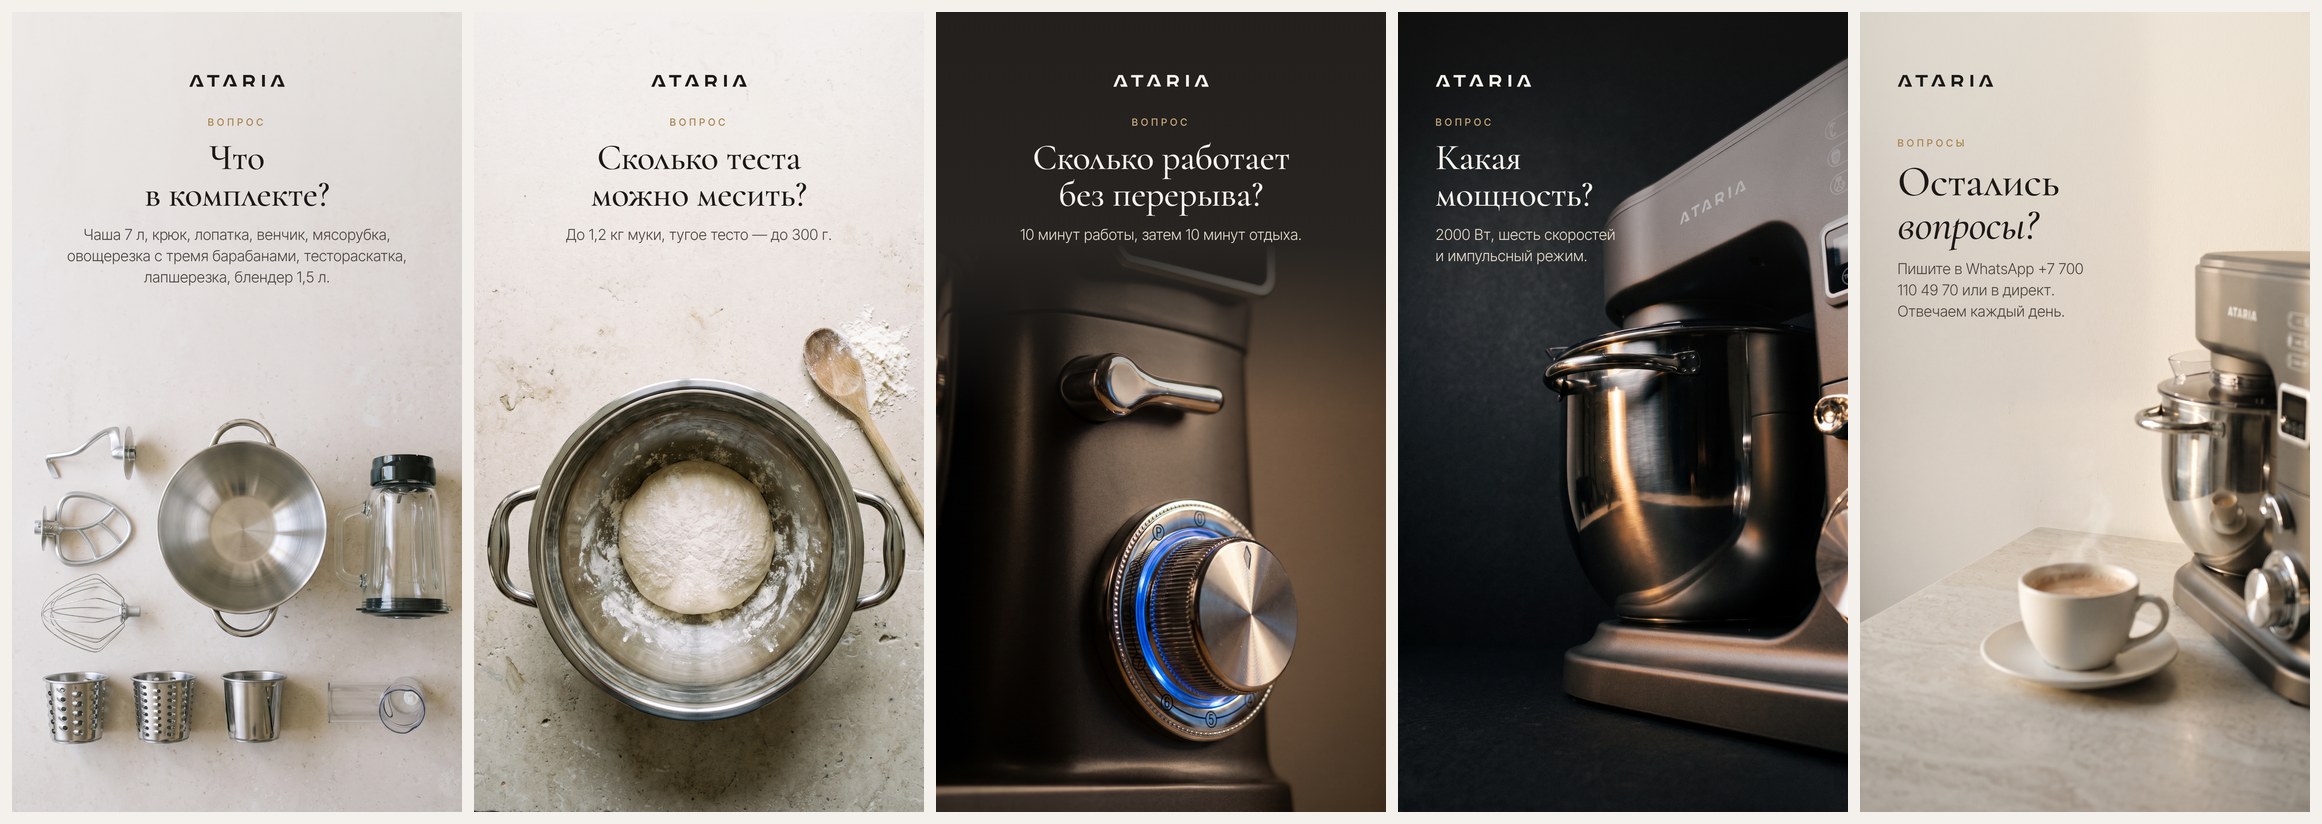 ATARIA
ВОПРОС
Что
в комплекте?
Чаша 7 л, крюк, лопатка, венчик, мясорубка,
овощерезка с тремя барабанами, тестораскатка,
лапшерезка, блендер 1,5 л.
ATARIA
ВОПРОС
Сколько теста
можно месить?
До 1,2 кг муки, тугое тесто — до 300 г.
ATARIA
ВОПРОС
Сколько работает
без перерыва?
10 минут работы, затем 10 минут отдыха.
P
0
6
5
ATARIA
ВОПРОС
Какая
мощность?
2000 Вт, шесть скоростей
и импульсный режим.
ATARIA
ATARIA
ВОПРОСЫ
Остались
вопросы?
Пишите в WhatsApp +7 700
110 49 70 или в директ.
Отвечаем каждый день.
ATARIA